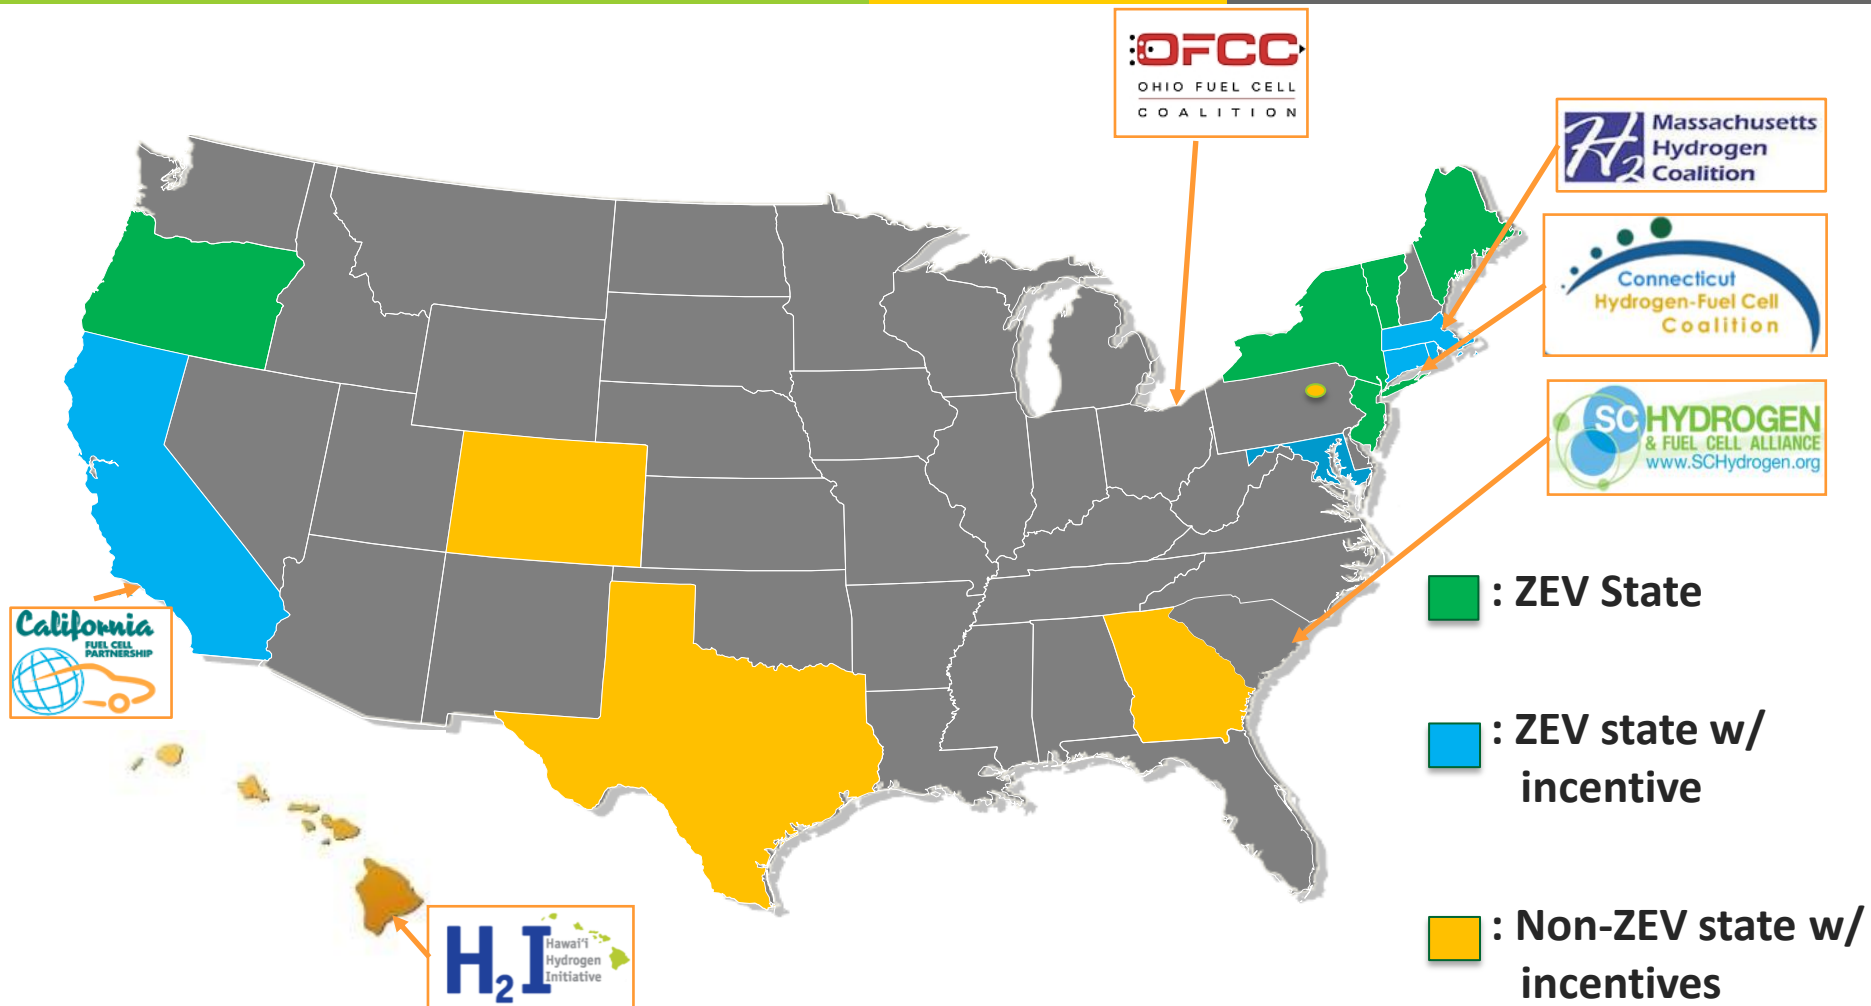 OFCC
OHIO FUEL CELL
COALITION
Massachusetts
Hydrogen
Coalition
H2
Connecticut
Hydrogen-Fuel Cell
Coalition
SC HYDROGEN
& FUEL CELL ALLIANCE
www.SCHydrogen.org
: ZEV State
California
FUEL CELL
PARTNERSHIP
: ZEV state w/
incentive
H2I
Hawai'i
Hydrogen
Initiative
: Non-ZEV state w/
incentives